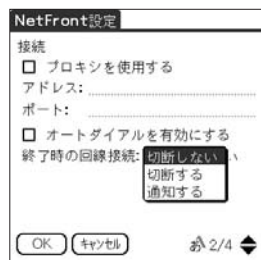 NetFront設定
接続
プロキシを使用する
アドレス:
ポート:
オートダイアルを有効にする
終了時の回線接続: 切断しない
切断する
通知する
OK キャンセル あ 2/4